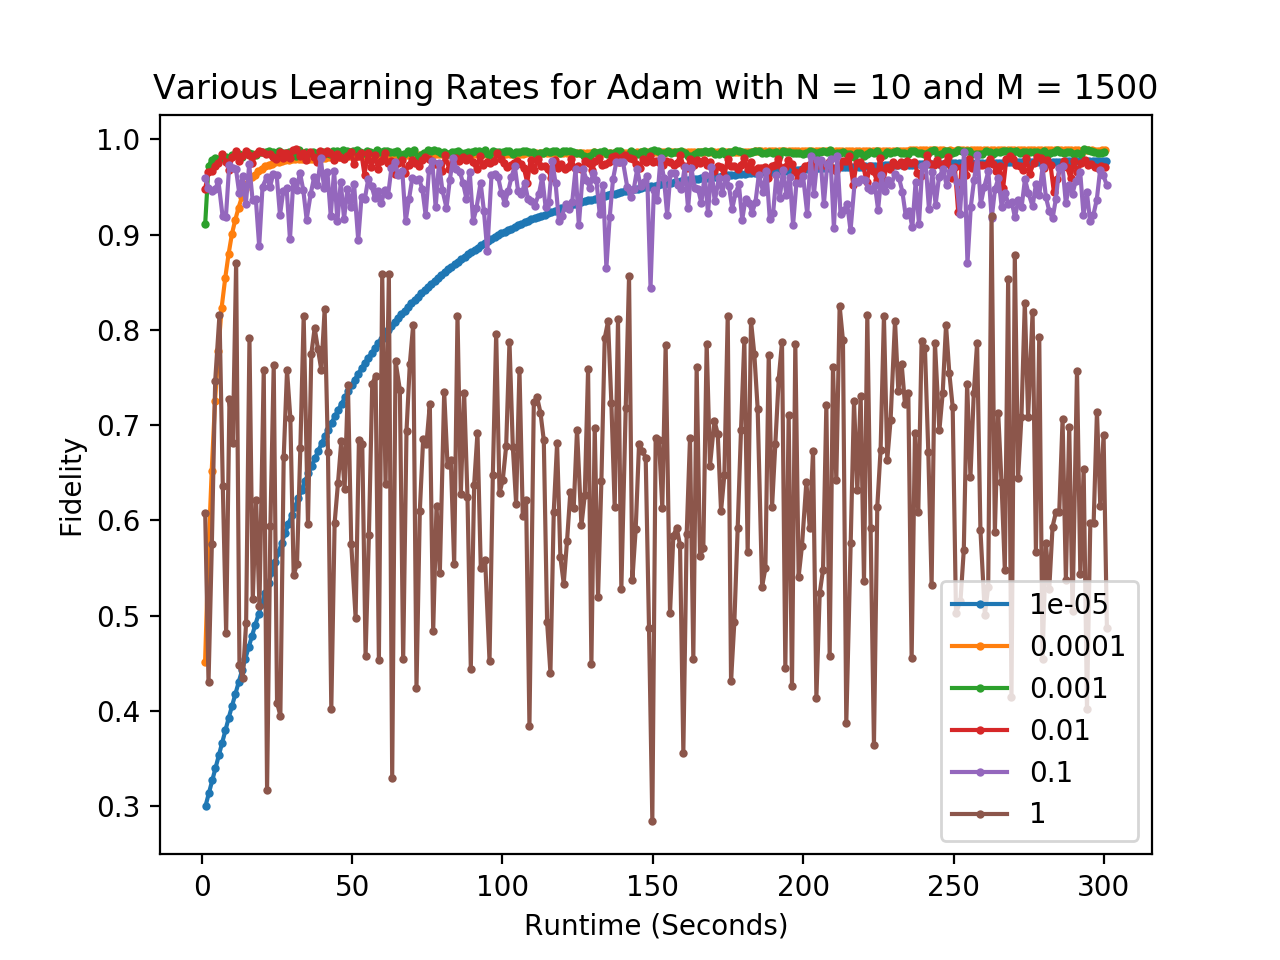 Various Learning Rates for Adam with N = 10 and M = 1500
1.0
0.9
0.8
0.7
0.6
0.5
0.4
0.3
Fidelity
1e-05
0.0001
0.001
0.01
0.1
1
0 50 100 150 200 250 300
Runtime (Seconds)